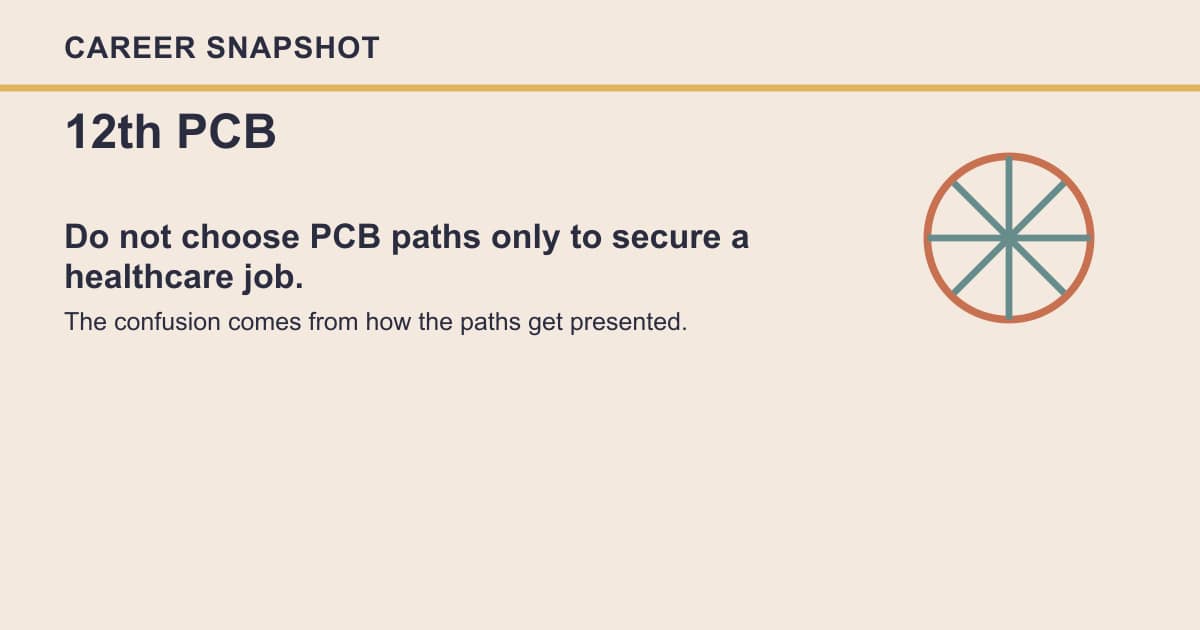 CAREER SNAPSHOT
12th PCB
Do not choose PCB paths only to secure a
healthcare job.
The confusion comes from how the paths get presented.